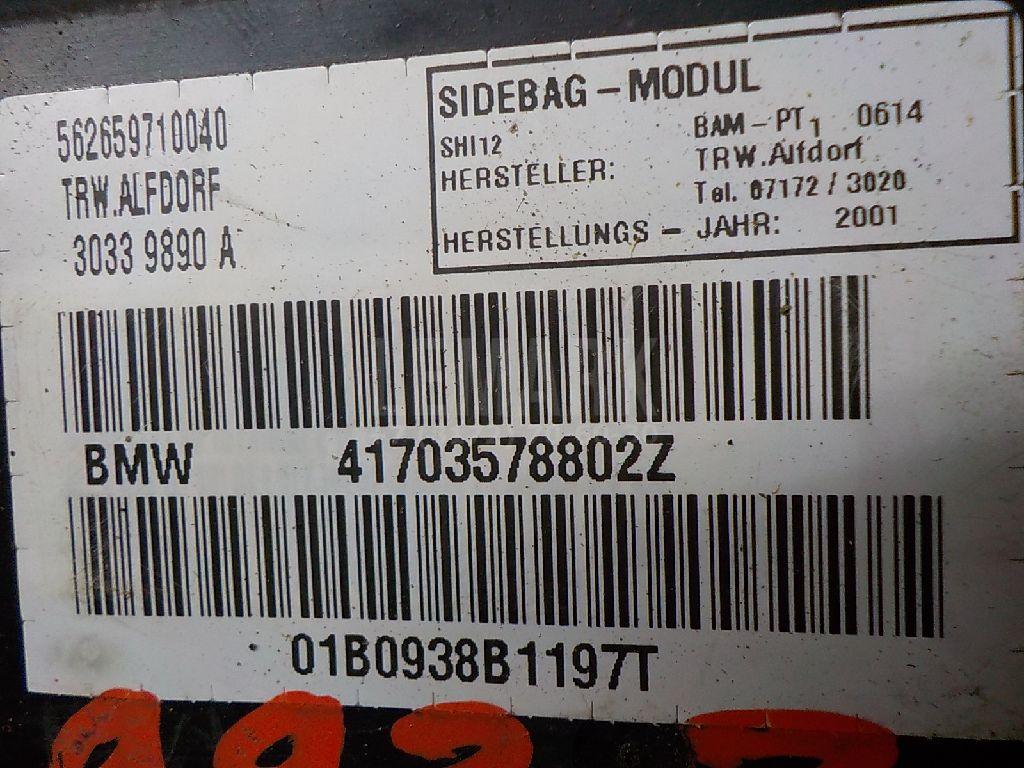 562659710040
TRW.ALFDORF
3033 9890 A
SIDEBAG - MODUL
SHI12 BAM - PT1 0614
HERSTELLER: TRW.Alfdorf
Tel. 07172 / 3020
HERSTELLUNGS - JAHR: 2001
LEMARK
BMW 41703578802Z
01B0938B1197T